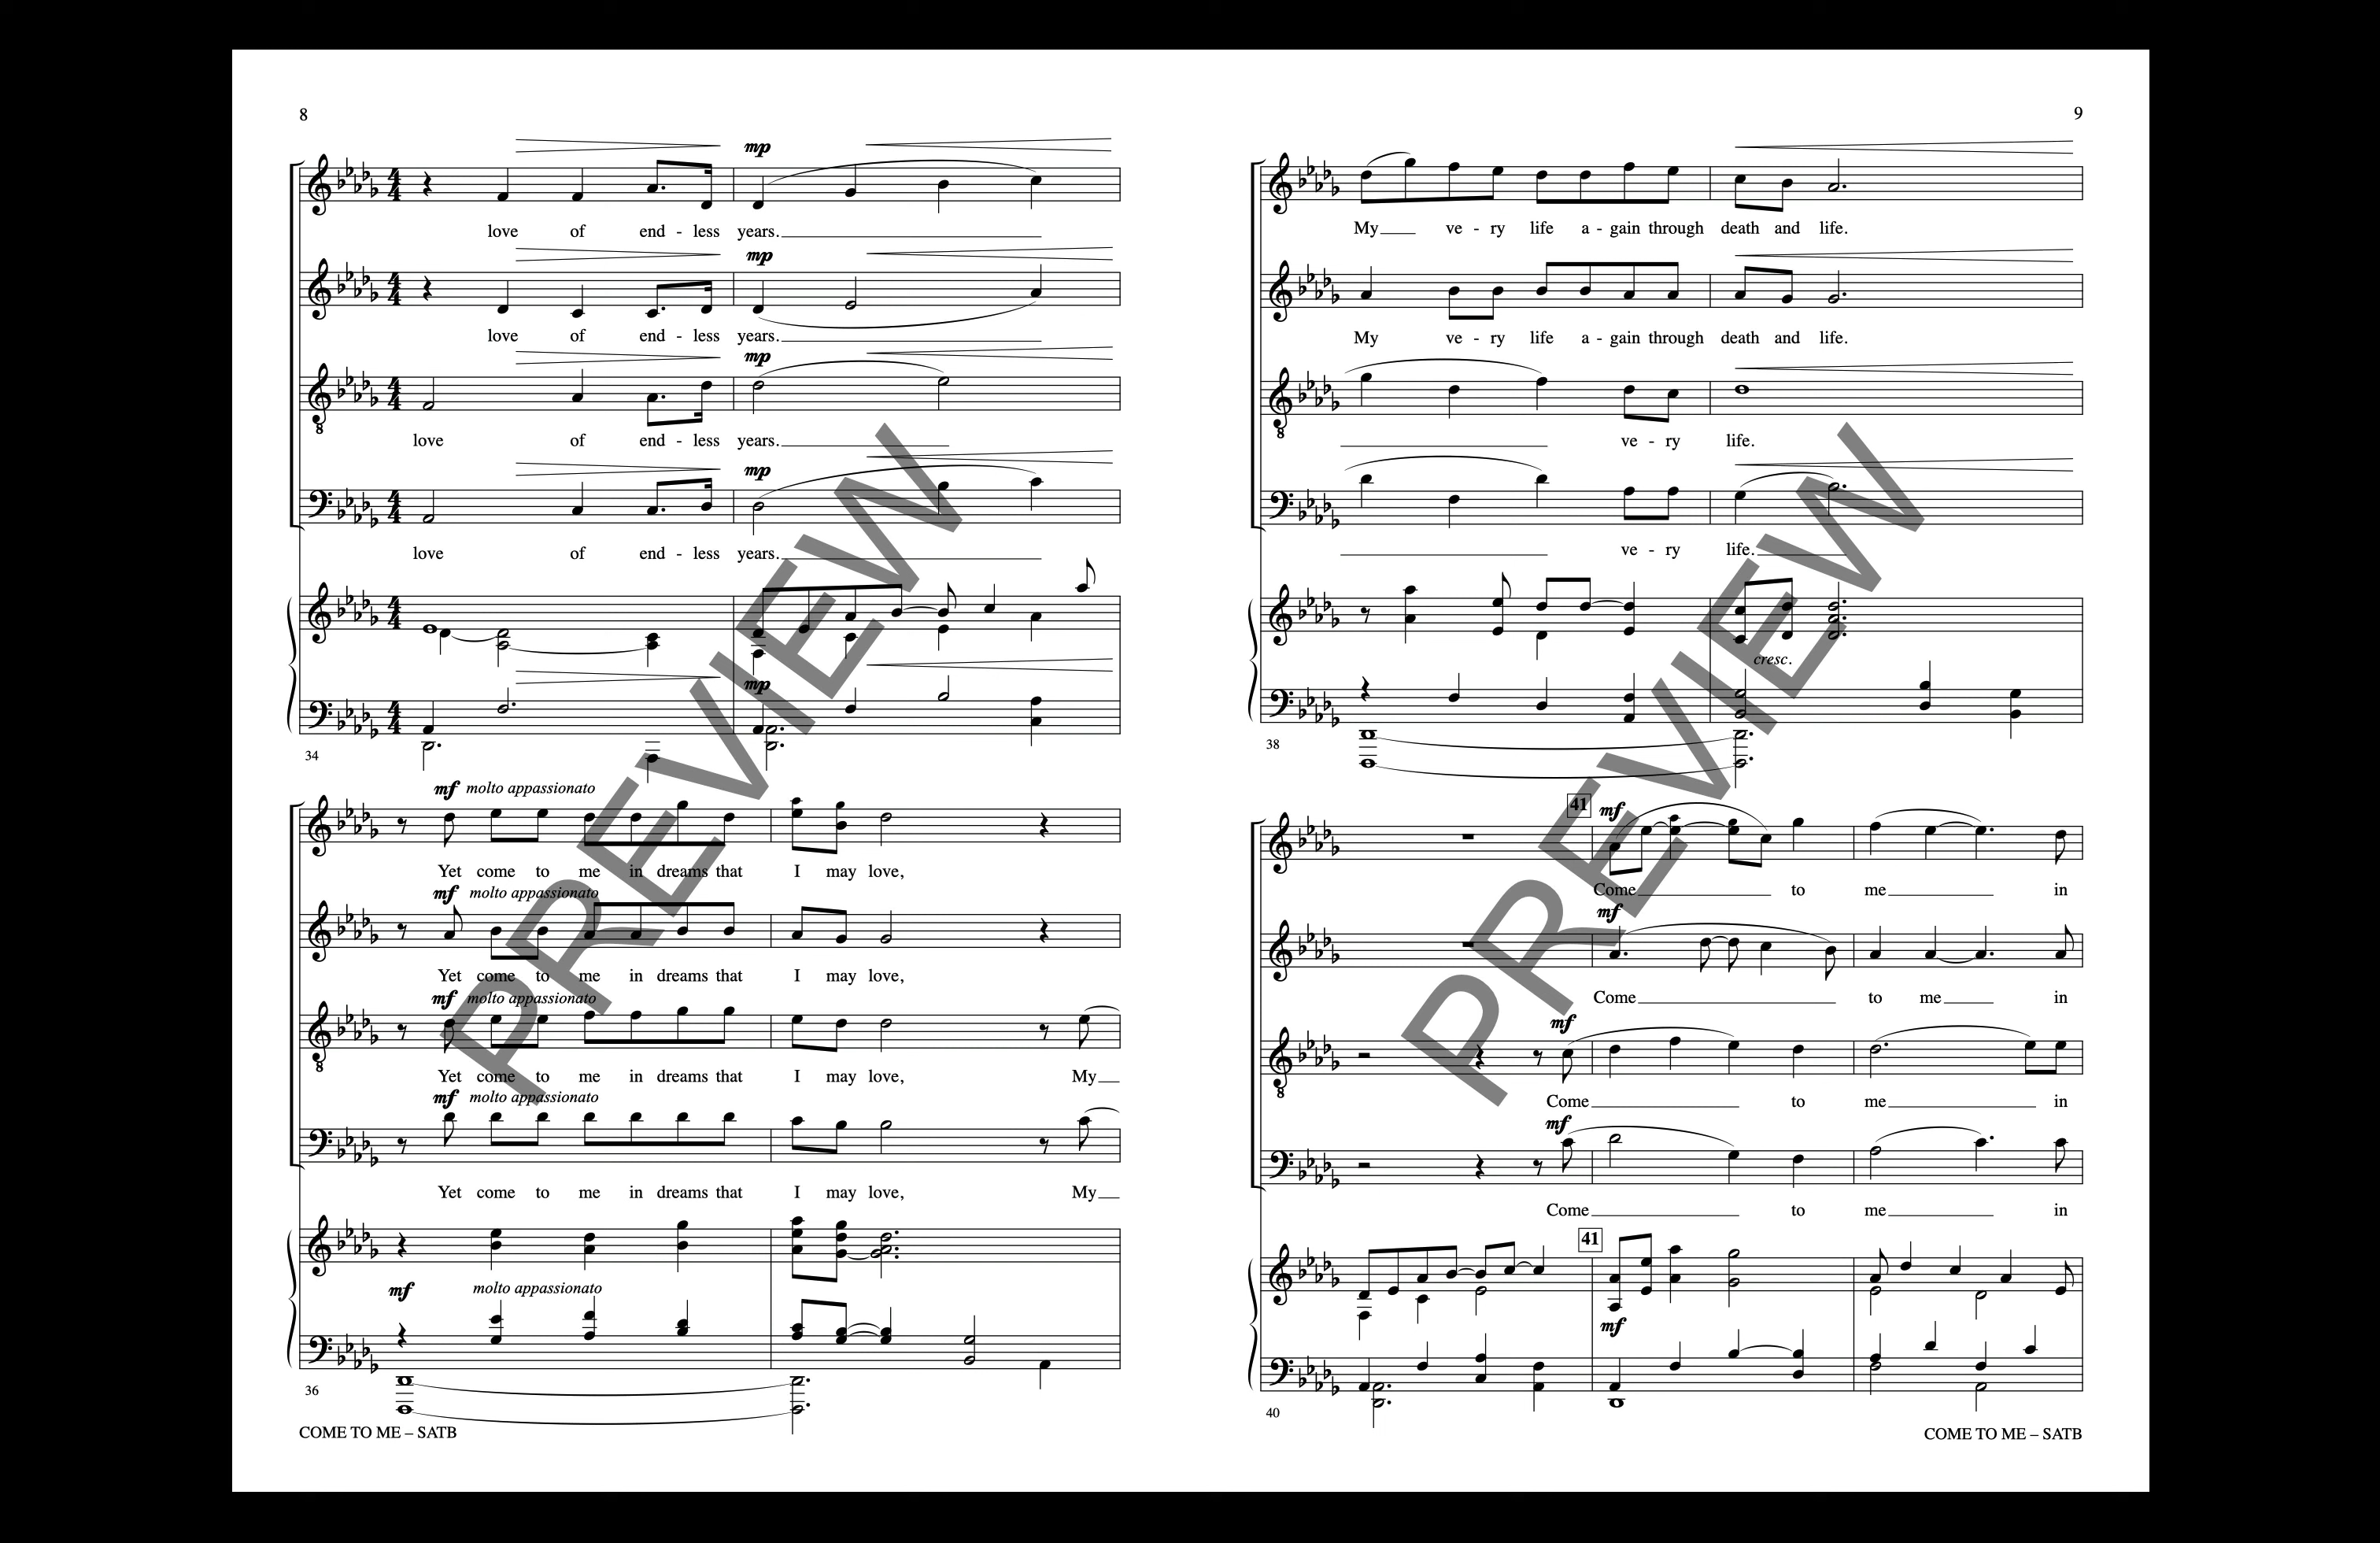 8
mp
love of end - less years.
mp
love of end - less years.
mp
love of end - less years.
mp
love of end - less years.
mp
34
mf molto appassionato
Yet come to me in dreams that I may love,
mf molto appassionato
Yet come to me in dreams that I may love,
mf molto appassionato
Yet come to me in dreams that I may love, My
mf molto appassionato
Yet come to me in dreams that I may love, My
mf molto appassionato
36
COME TO ME – SATB
PREVIEW
9
My ve - ry life a - gain through death and life.
My ve - ry life a - gain through death and life.
ve - ry life.
ve - ry life.
cresc.
38
41 mf
Come to me in
mf
Come to me in
mf
Come to me in
mf
Come to me in
41
mf
40
COME TO ME – SATB
PREVIEW